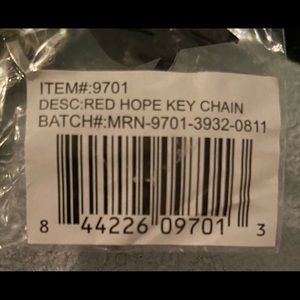 ITEM#:9701
DESC:RED HOPE KEY CHAIN
BATCH#:MRN-9701-3932-0811
8 44226 09701 3